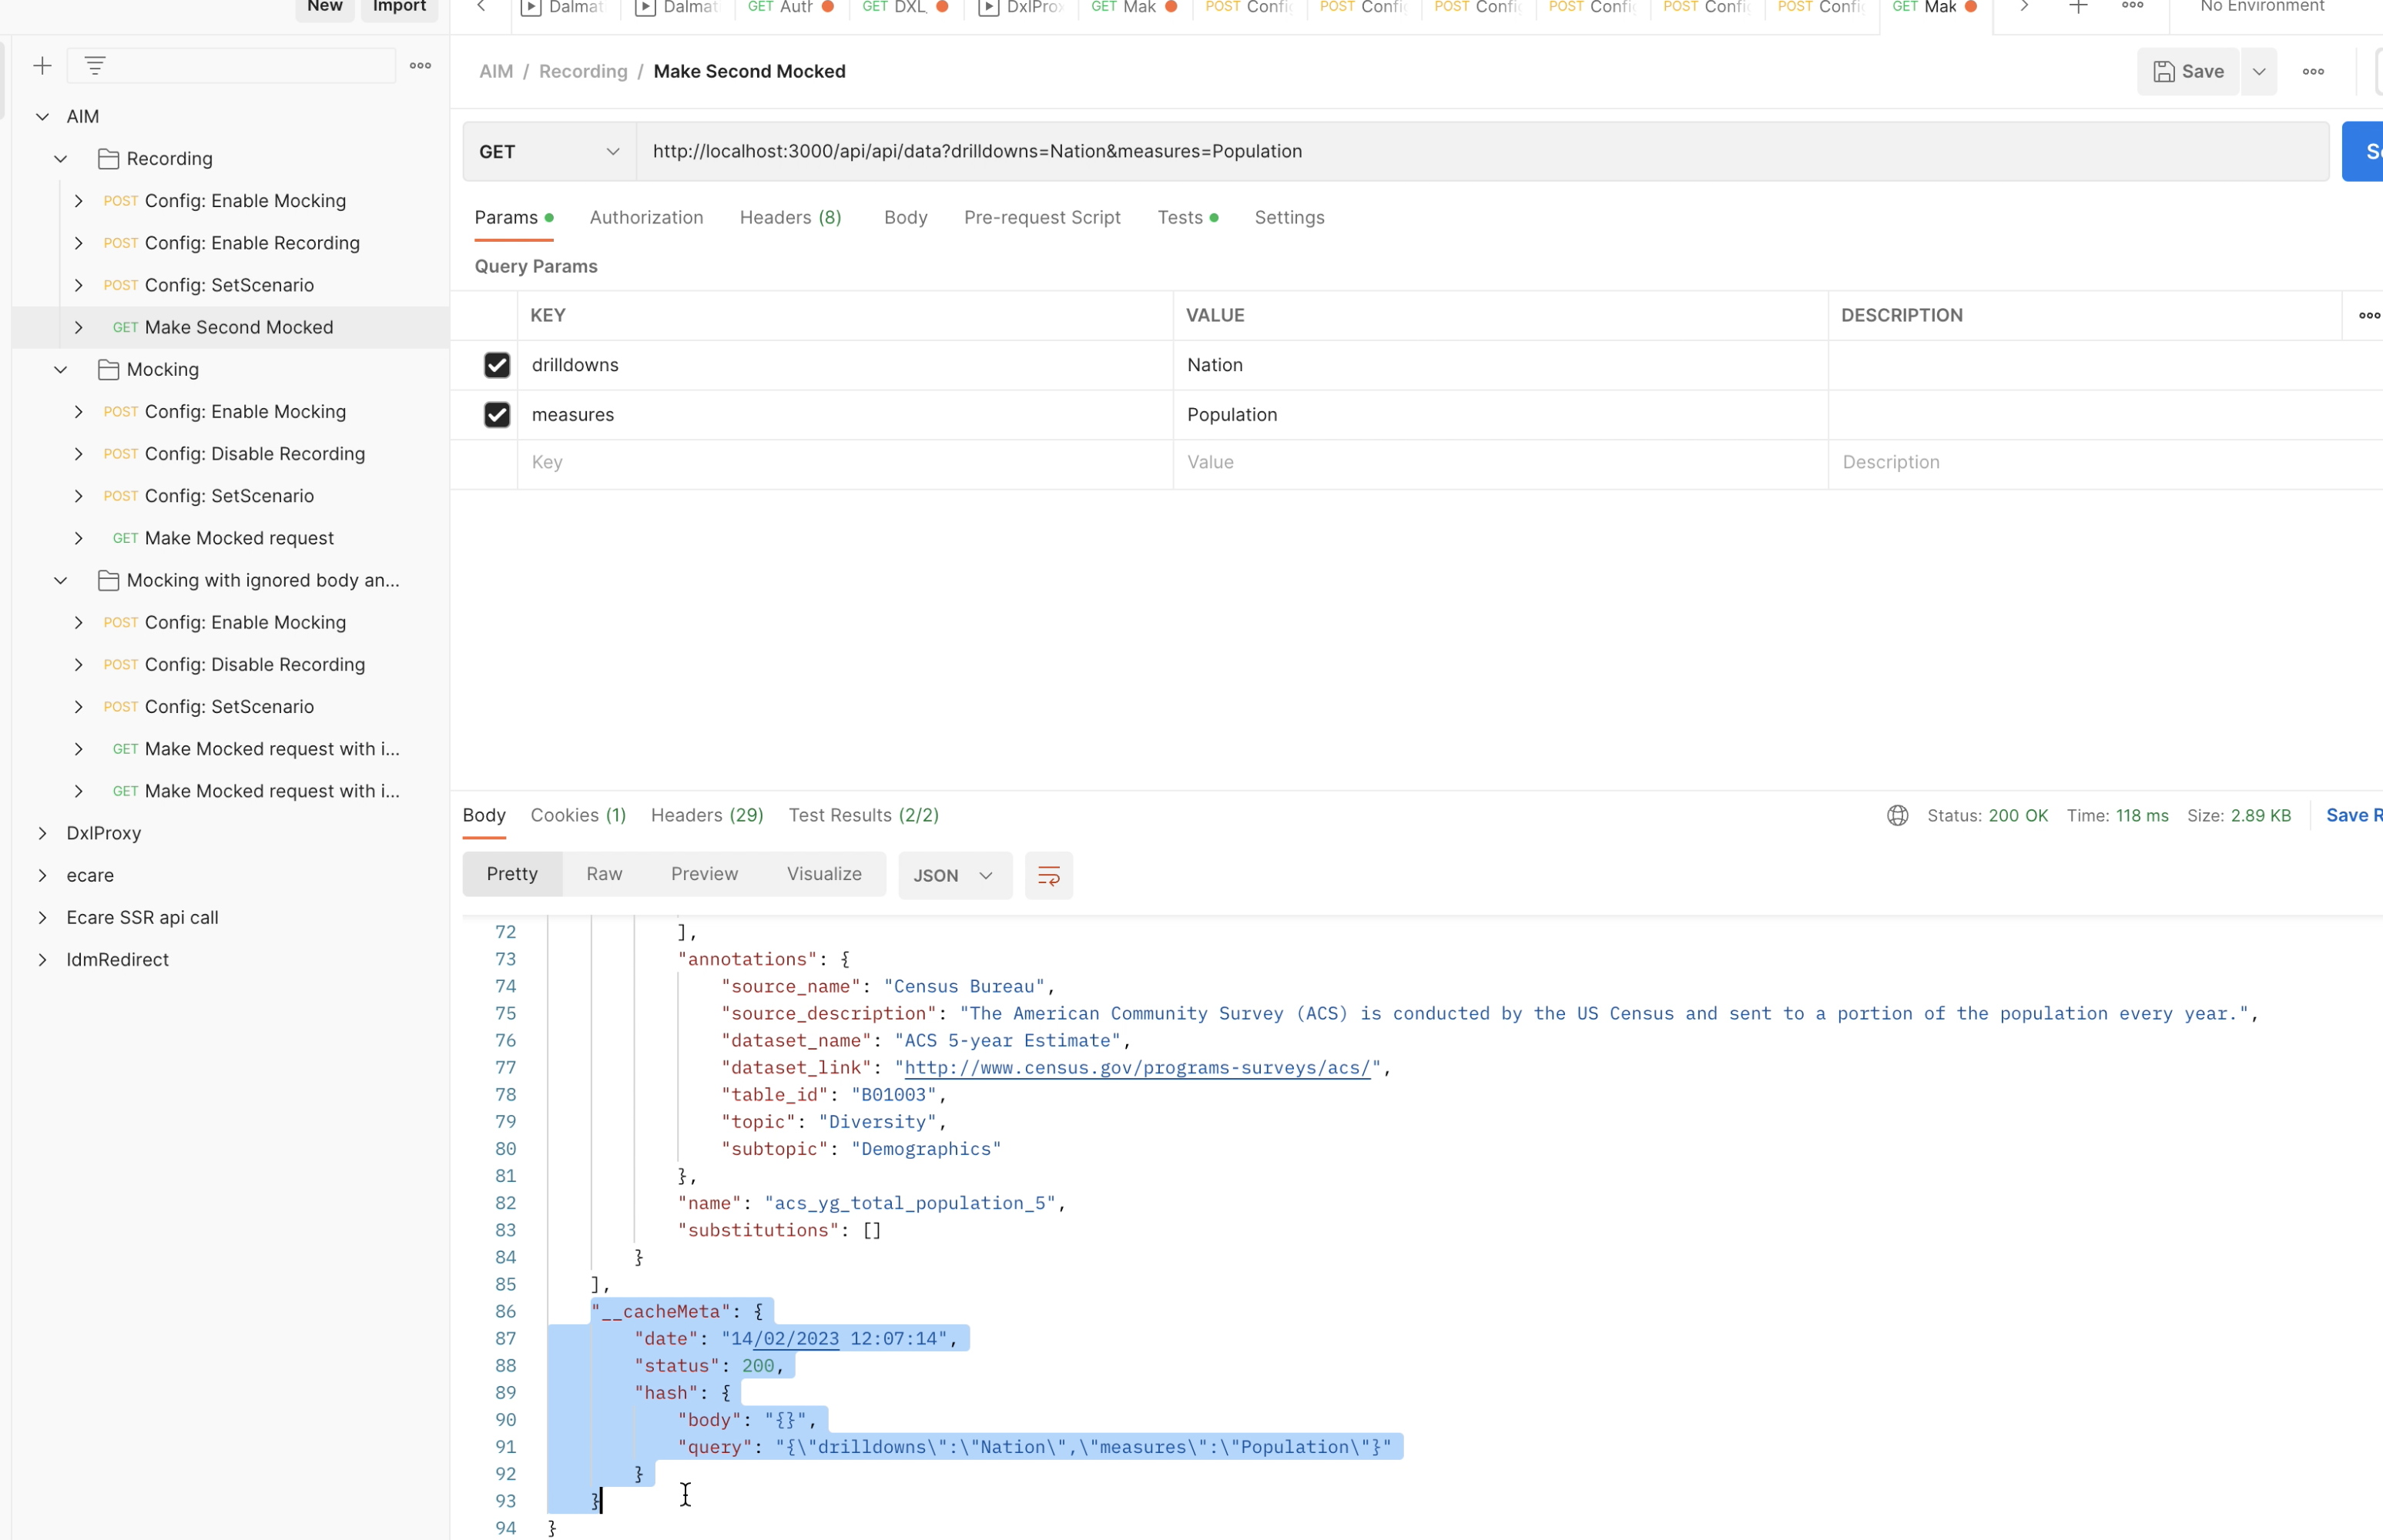 New Import
Dalmat Dalmat GET Auth GET DXL DxlPro GET Mak POST Confi POST Confi POST Confi POST Confi POST Confi POST Confi GET Mak No Environment
AIM / Recording / Make Second Mocked Save
AIM
Recording
POST Config: Enable Mocking
POST Config: Enable Recording
POST Config: SetScenario
GET Make Second Mocked
Mocking
POST Config: Enable Mocking
POST Config: Disable Recording
POST Config: SetScenario
GET Make Mocked request
Mocking with ignored body an...
POST Config: Enable Mocking
POST Config: Disable Recording
POST Config: SetScenario
GET Make Mocked request with i...
GET Make Mocked request with i...
DxlProxy
ecare
Ecare SSR api call
IdmRedirect
GET http://localhost:3000/api/api/data?drilldowns=Nation&measures=Population
Params Authorization Headers (8) Body Pre-request Script Tests Settings
Query Params
KEY VALUE DESCRIPTION
drilldowns Nation
measures Population
Key Value Description
Body Cookies (1) Headers (29) Test Results (2/2) Status: 200 OK Time: 118 ms Size: 2.89 KB Save R
Pretty Raw Preview Visualize JSON
72 ],
73 "annotations": {
74 "source_name": "Census Bureau",
75 "source_description": "The American Community Survey (ACS) is conducted by the US Census and sent to a portion of the population every year.",
76 "dataset_name": "ACS 5-year Estimate",
77 "dataset_link": "http://www.census.gov/programs-surveys/acs/",
78 "table_id": "B01003",
79 "topic": "Diversity",
80 "subtopic": "Demographics"
81 },
82 "name": "acs_yg_total_population_5",
83 "substitutions": []
84 }
85 ],
86 "__cacheMeta": {
87 "date": "14/02/2023 12:07:14",
88 "status": 200,
89 "hash": {
90 "body": "{}",
91 "query": "{\"drilldowns\":\"Nation\",\"measures\":\"Population\"}"
92 }
93 }
94 }